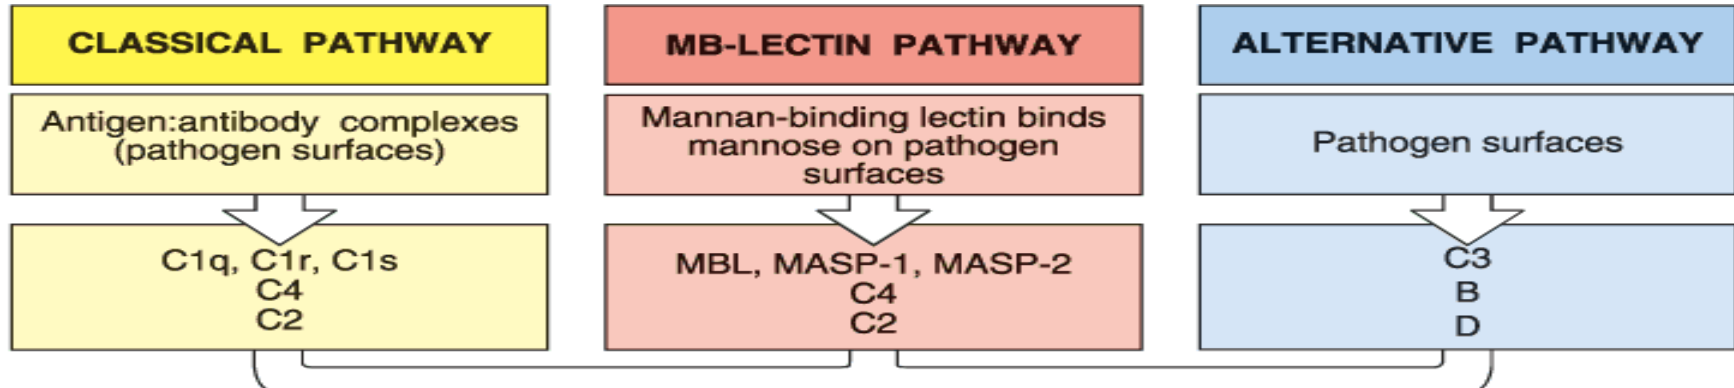 CLASSICAL PATHWAY
Antigen:antibody complexes
(pathogen surfaces)
C1q, C1r, C1s
C4
C2
MB-LECTIN PATHWAY
Mannan-binding lectin binds
mannose on pathogen
surfaces
MBL, MASP-1, MASP-2
C4
C2
ALTERNATIVE PATHWAY
Pathogen surfaces
C3
B
D